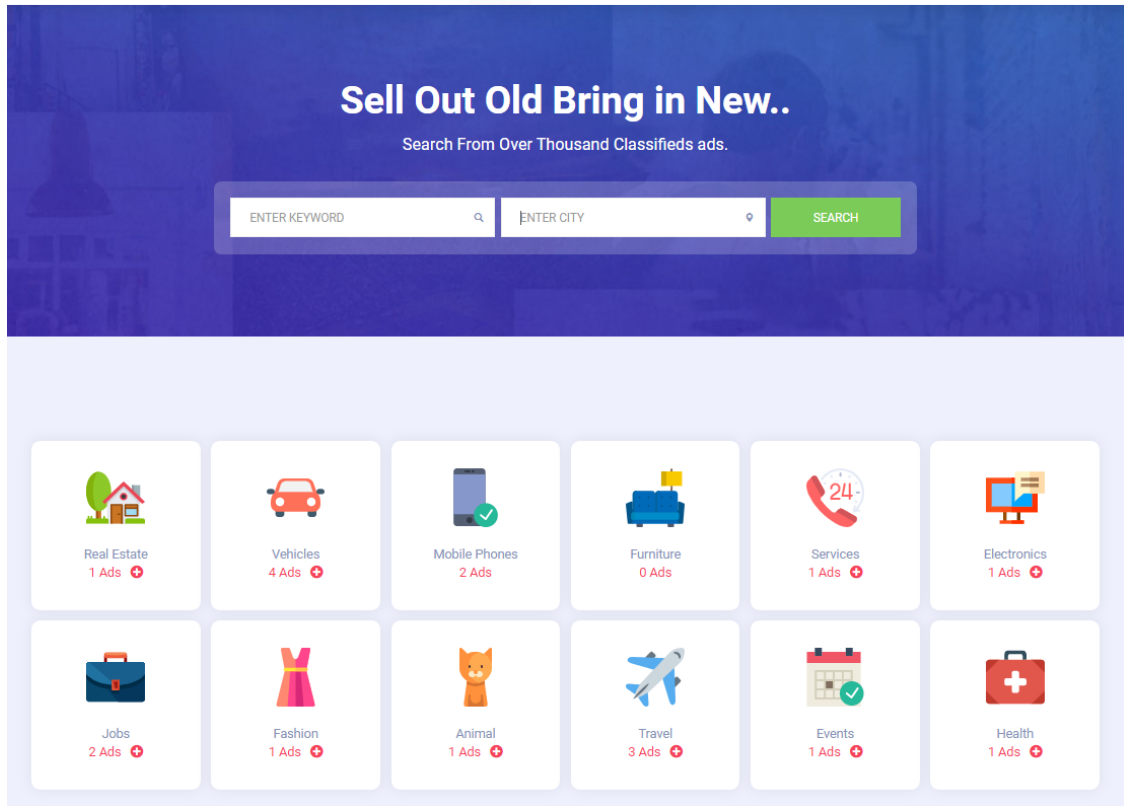 Sell Out Old Bring in New..
Search From Over Thousand Classifieds ads.
ENTER KEYWORD
ENTER CITY
SEARCH
24
Real Estate
1 Ads
Vehicles
4 Ads
Mobile Phones
2 Ads
Furniture
0 Ads
Services
1 Ads
Electronics
1 Ads
Jobs
2 Ads
Fashion
1 Ads
Animal
1 Ads
Travel
3 Ads
Events
1 Ads
Health
1 Ads